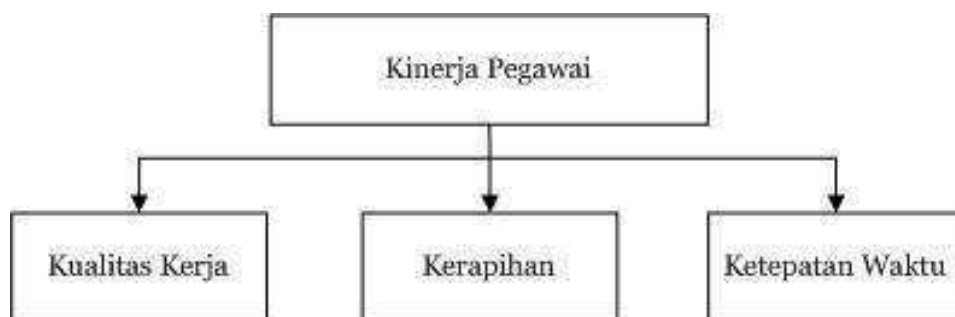 Kinerja Pegawai
Kualitas Kerja
Kerapihan
Ketepatan Waktu